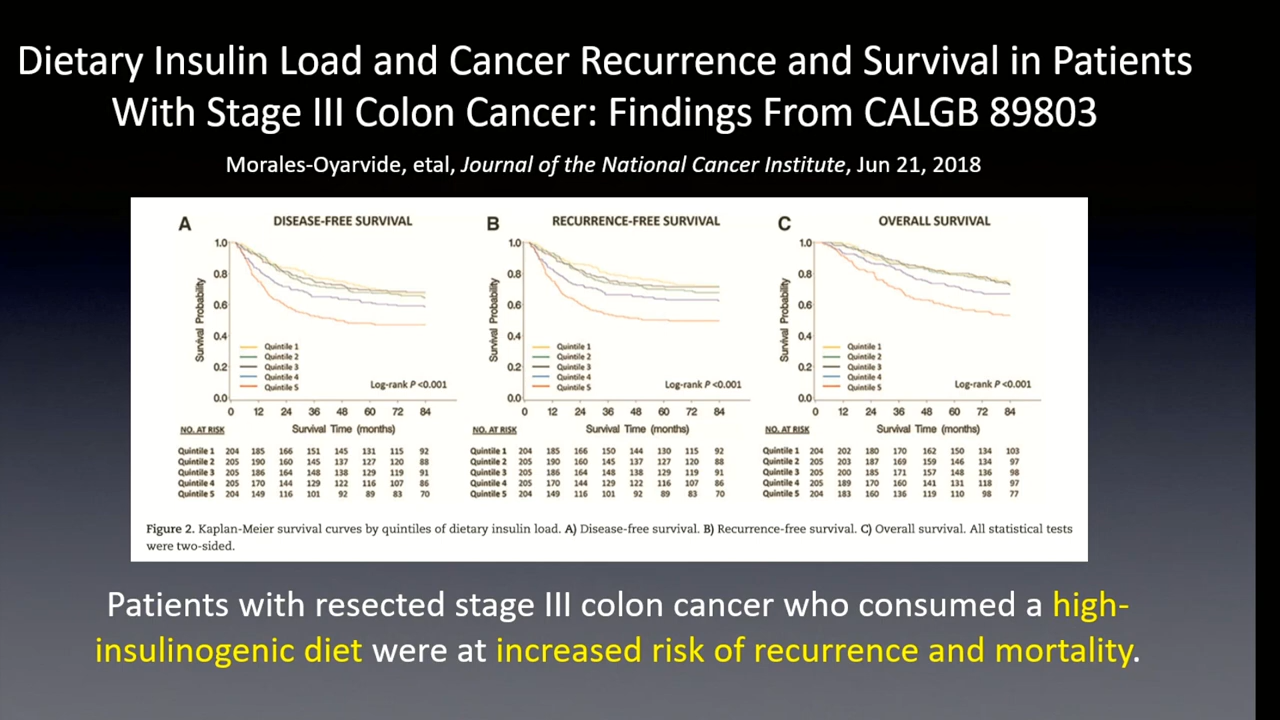 Dietary Insulin Load and Cancer Recurrence and Survival in Patients
With Stage III Colon Cancer: Findings From CALGB 89803
Morales-Oyarvide, etal, Journal of the National Cancer Institute, Jun 21, 2018
A DISEASE-FREE SURVIVAL
1.0
0.8
0.6
0.4
0.2
0.0
Survival Probability
Quintile 1
Quintile 2
Quintile 3
Quintile 4
Quintile 5
Log-rank P <0.001
0 12 24 36 48 60 72 84
Survival Time (months)
NO. AT RISK
Quintile 1 204 185 166 151 145 131 115 92
Quintile 2 205 190 160 145 137 127 120 88
Quintile 3 205 186 164 148 138 129 119 91
Quintile 4 205 170 144 129 122 116 107 86
Quintile 5 204 149 116 101 92 89 83 70
B RECURRENCE-FREE SURVIVAL
1.0
0.8
0.6
0.4
0.2
0.0
Survival Probability
Quintile 1
Quintile 2
Quintile 3
Quintile 4
Quintile 5
Log-rank P <0.001
0 12 24 36 48 60 72 84
Survival Time (months)
NO. AT RISK
Quintile 1 204 185 166 150 144 130 115 92
Quintile 2 205 190 160 145 137 127 120 88
Quintile 3 205 186 164 148 138 129 119 91
Quintile 4 205 170 144 129 122 116 107 86
Quintile 5 204 149 116 101 92 89 83 70
C OVERALL SURVIVAL
1.0
0.8
0.6
0.4
0.2
0.0
Survival Probability
Quintile 1
Quintile 2
Quintile 3
Quintile 4
Quintile 5
Log-rank P <0.001
0 12 24 36 48 60 72 84
Survival Time (months)
NO. AT RISK
Quintile 1 204 202 180 170 162 150 134 103
Quintile 2 205 203 187 169 159 146 134 97
Quintile 3 205 200 185 171 157 148 136 98
Quintile 4 205 189 170 160 141 131 118 97
Quintile 5 204 183 160 136 119 110 98 77
Figure 2. Kaplan-Meier survival curves by quintiles of dietary insulin load. A) Disease-free survival. B) Recurrence-free survival. C) Overall survival. All statistical tests
were two-sided.
Patients with resected stage III colon cancer who consumed a high-
insulinogenic diet were at increased risk of recurrence and mortality.